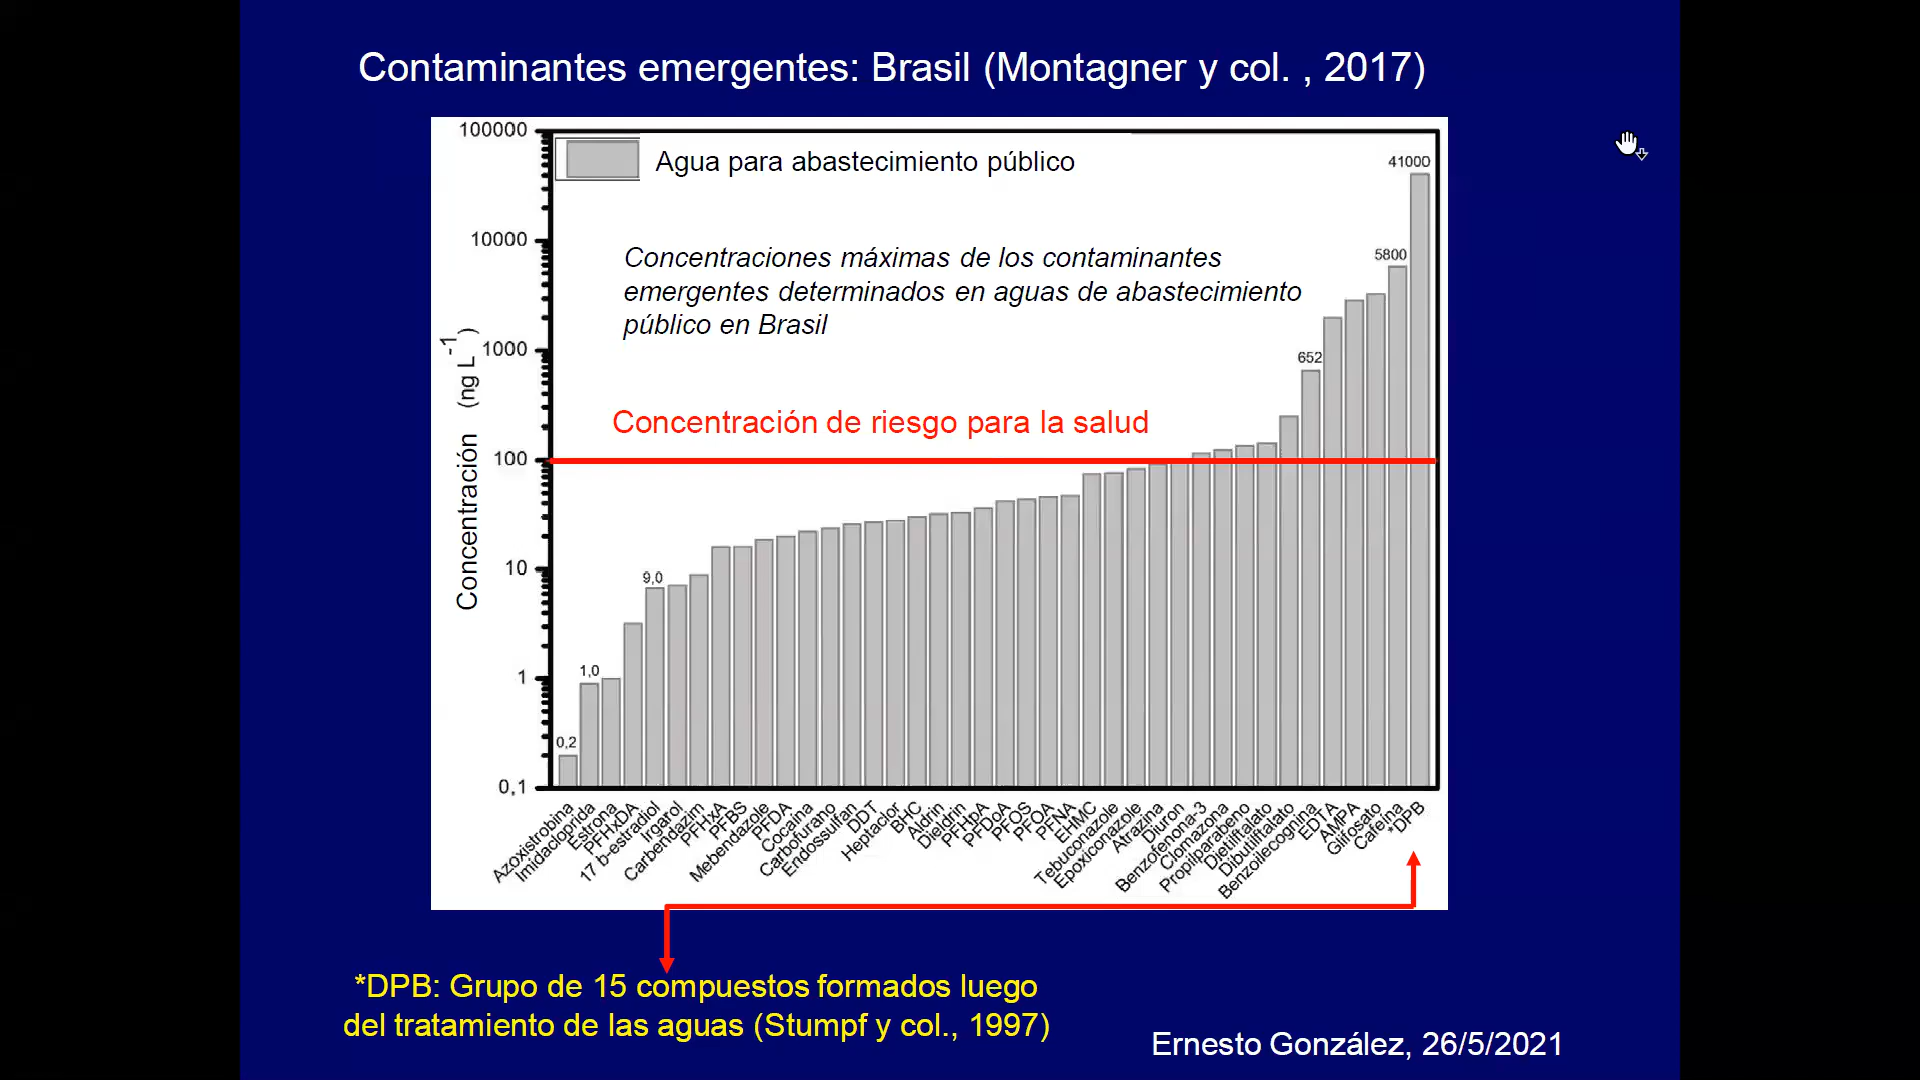 Contaminantes emergentes: Brasil (Montagner y col. , 2017)
100000
Agua para abastecimiento público
41000
10000
Concentraciones máximas de los contaminantes
emergentes determinados en aguas de abastecimiento
público en Brasil
5800
1000
652
Concentración de riesgo para la salud
100
Concentración (ng L-1)
10
9,0
1
1,0
0,2
0,1
Azoxistrobina
Imidacloprida
Estrona
PFHxDA
17 b-estradiol
Irgarol
Carbendazim
PFHxA
PFBS
Mebendazole
PFDA
Cocaina
Carbofurano
Endossulfan
DDT
Heptaclor
BHC
Aldrin
Dieldrin
PFHpA
PFDoA
PFOS
PFOA
PFNA
EHMC
Tebuconazole
Epoxiconazole
Atrazina
Diuron
Benzofenona-3
Clomazona
Propilparabeno
Dietilftalato
Dibutilftalato
Benzoilecognina
EDTA
AMPA
Glifosato
Cafeína
*DPB
*DPB: Grupo de 15 compuestos formados luego
del tratamiento de las aguas (Stumpf y col., 1997)
Ernesto González, 26/5/2021